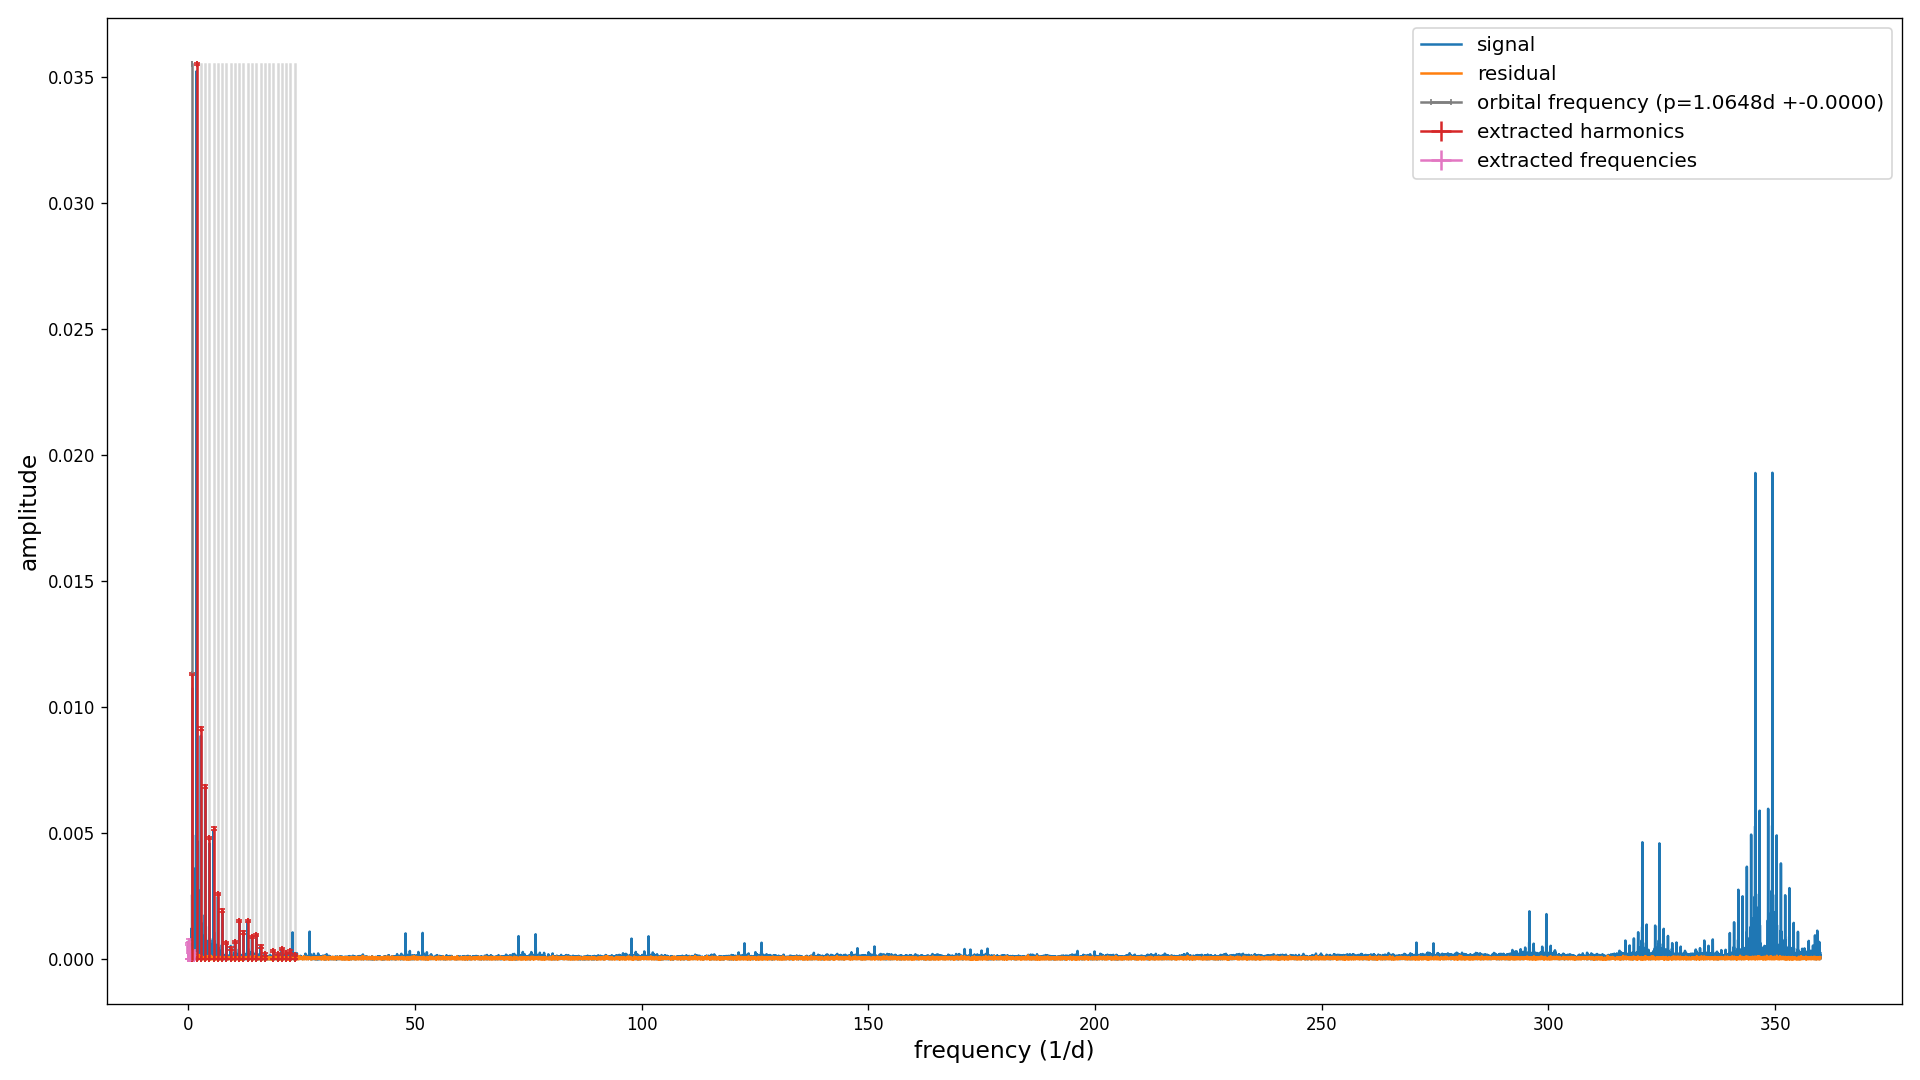 signal
residual
orbital frequency (p=1.0648d +-0.0000)
extracted harmonics
extracted frequencies
amplitude
0.035
0.030
0.025
0.020
0.015
0.010
0.005
0.000
0 50 100 150 200 250 300 350
frequency (1/d)